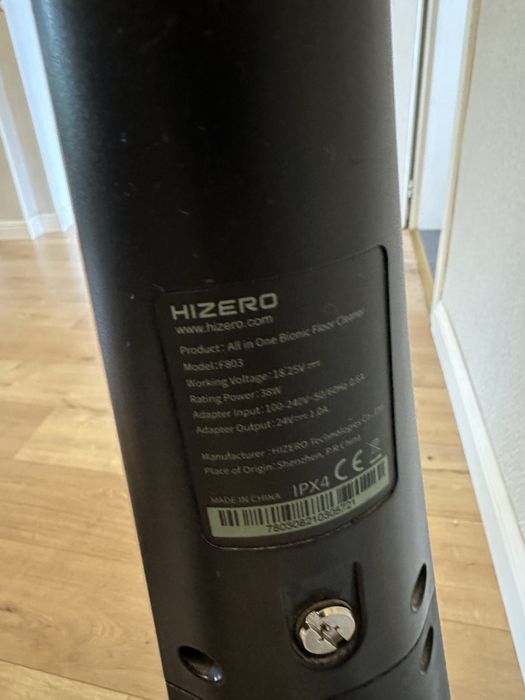 HIZERO
www.hizero.com
Product: All in One Bionic Floor Cleaner
Model: F803
Working Voltage: 18.25V⎓
Rating Power: 38W
Adapter Input: 100-240V~50/60Hz 0.6A
Adapter Output: 24V⎓1.0A
Manufacturer: HIZERO Technologies Co.,
Place of Origin: Shenzhen, P.R China
MADE IN CHINA IPX4 CE